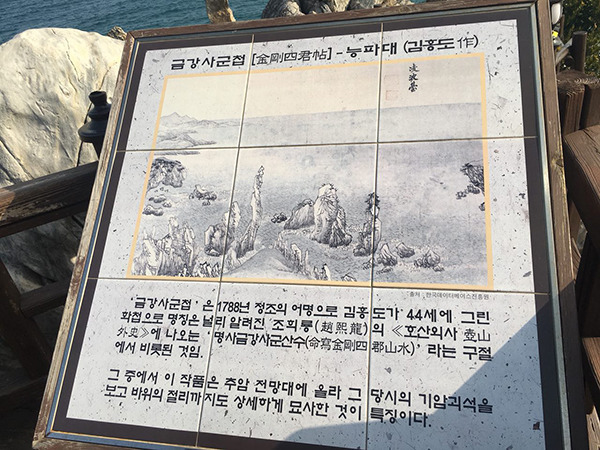 금강사군첩 [金剛四君帖] - 능파대 (김홍도作)
凌波臺
출처 : 한국데이터베이스진흥원
'금강사군첩' 은 1788년 정조의 어명으로 김홍도가 44세에 그린
화첩으로 명칭은 널리 알려진 조희룡(趙熙龍)의 《호산외사 壺山
外史》에 나오는 '명사금강사군산수(命寫金剛四郡山水)' 라는 구절
에서 비롯된 것임.
그 중에서 이 작품은 추암 전망대에 올라 그 당시의 기암괴석을
보고 바위의 절리까지도 상세하게 묘사한 것이 특징이다.